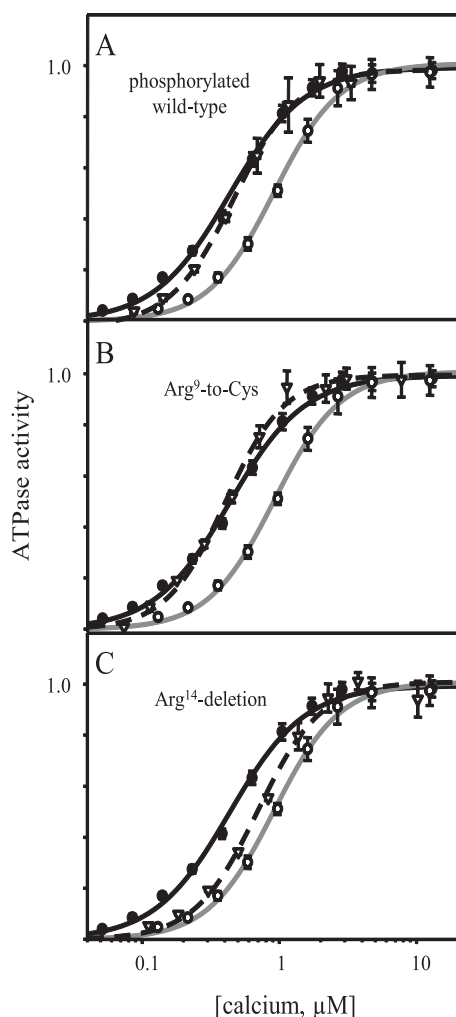 A
1.0
phosphorylated
wild-type
B
1.0
Arg⁹-to-Cys
ATPase activity
C
1.0
Arg¹⁴-deletion
0.1 1 10
[calcium, µM]